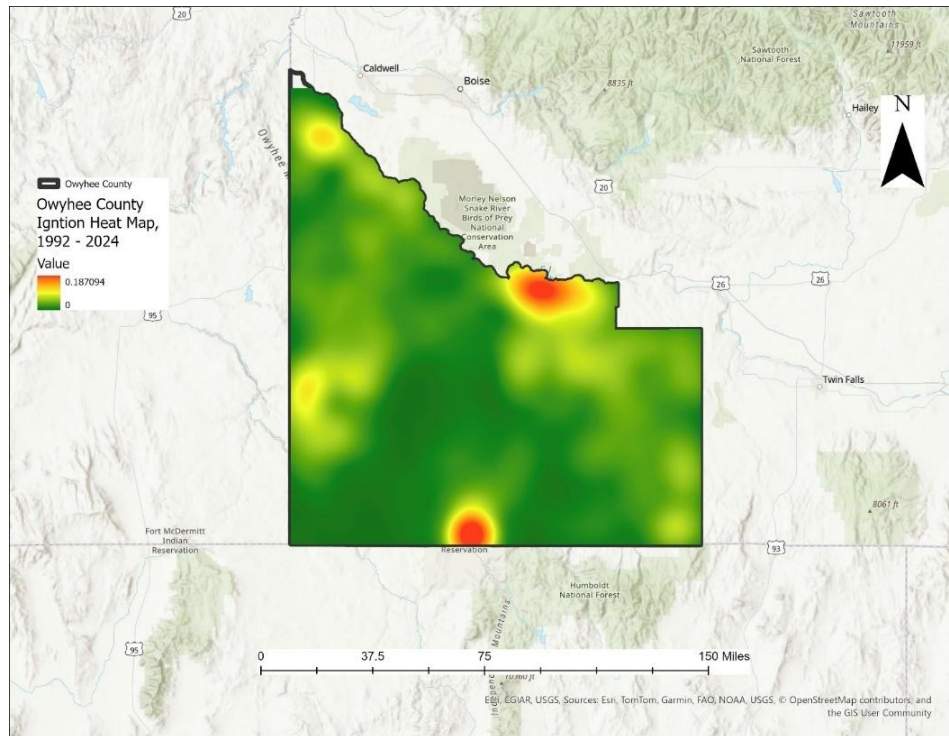 20
Sawtooth
Mountains
11959 ft
Caldwell
Boise
Sawtooth
National Forest
8835 ft
Hailey
N
20
Owyhee
Owyhee County
Owyhee County
Igntion Heat Map,
1992 - 2024
Value
0.187094
0
Morley Nelson
Snake River
Birds of Prey
National
Conservation
Area
26
26
95
Twin Falls
8061 ft
Fort McDermitt
Indian
Reservation
Reservation
93
Humboldt
National Forest
95
Mountains
0
37.5
75
150 Miles
10360 ft
Esri, CGIAR, USGS, Sources: Esri, TomTom, Garmin, FAO, NOAA, USGS, © OpenStreetMap contributors, and
the GIS User Community